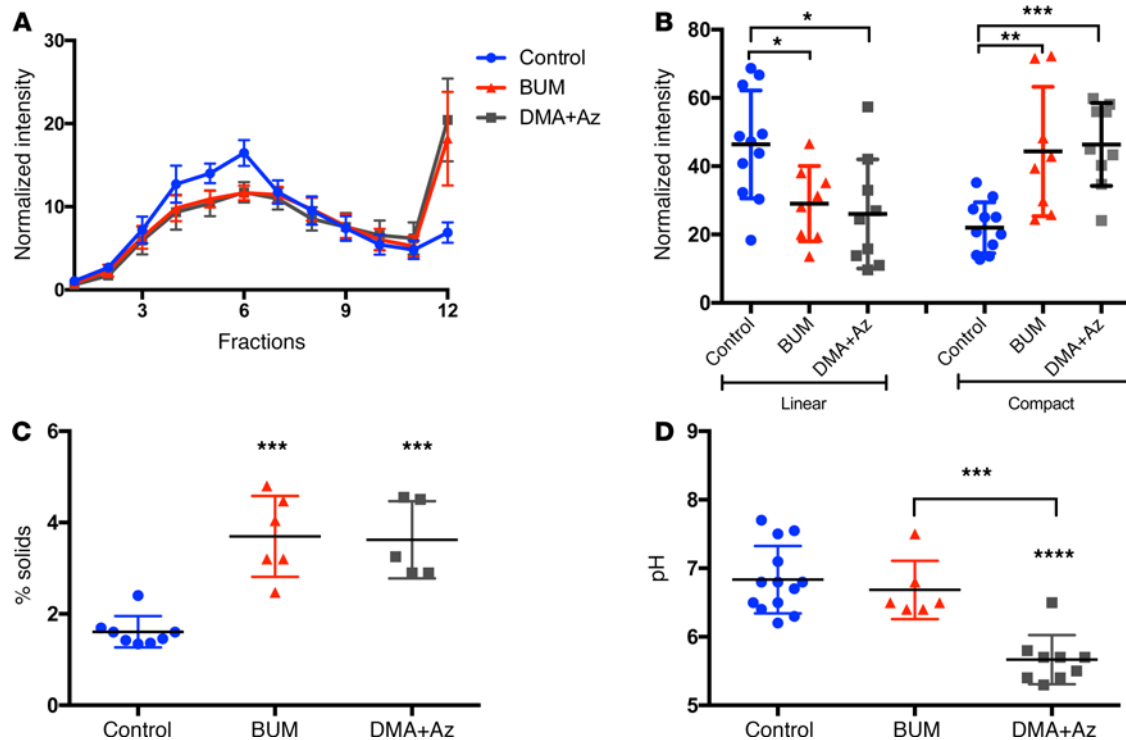 A
Normalized intensity
30
20
10
0
3
6
9
12
Fractions
Control
BUM
DMA+Az
B
Normalized intensity
80
60
40
20
0
*
*
***
**
Control
BUM
DMA+Az
Control
BUM
DMA+Az
Linear
Compact
C
% solids
6
4
2
0
***
***
Control
BUM
DMA+Az
D
pH
9
8
7
6
5
***
****
Control
BUM
DMA+Az